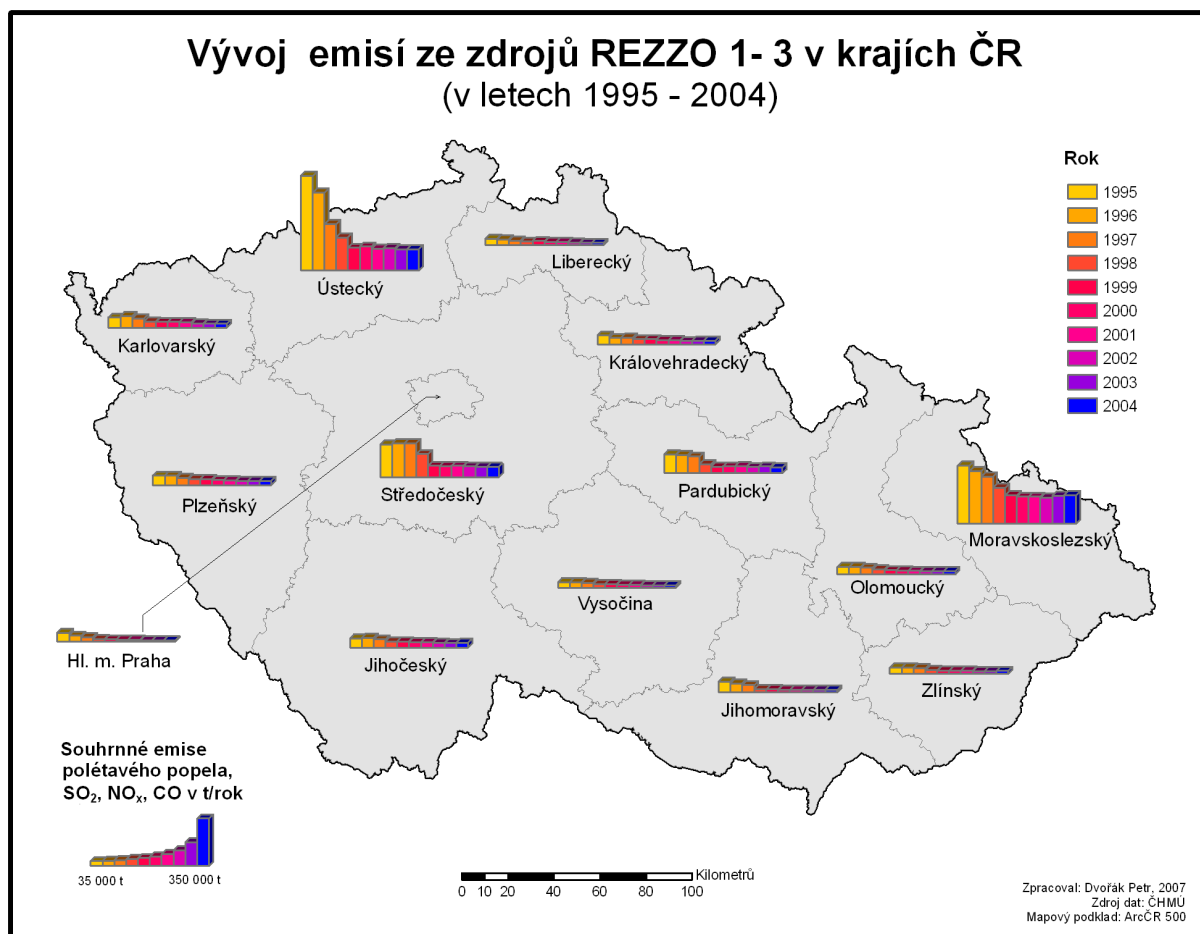 Vývoj  emisí ze zdrojů REZZO 1- 3 v krajích ČR
(v letech 1995 - 2004)
Rok
1995
1996
1997
1998
1999
2000
2001
2002
2003
2004
Liberecký
Ústecký
Karlovarský
Královehradecký
Plzeňský
Středočeský
Pardubický
Moravskoslezský
Olomoucký
Vysočina
Hl. m. Praha
Jihočeský
Zlínský
Jihomoravský
Souhrnné emise
polétavého popela,
SO₂, NOₓ, CO v t/rok
35 000 t 350 000 t
Kilometrů
0 10 20 40 60 80 100
Zpracoval: Dvořák Petr, 2007
Zdroj dat: ČHMÚ
Mapový podklad: ArcČR 500